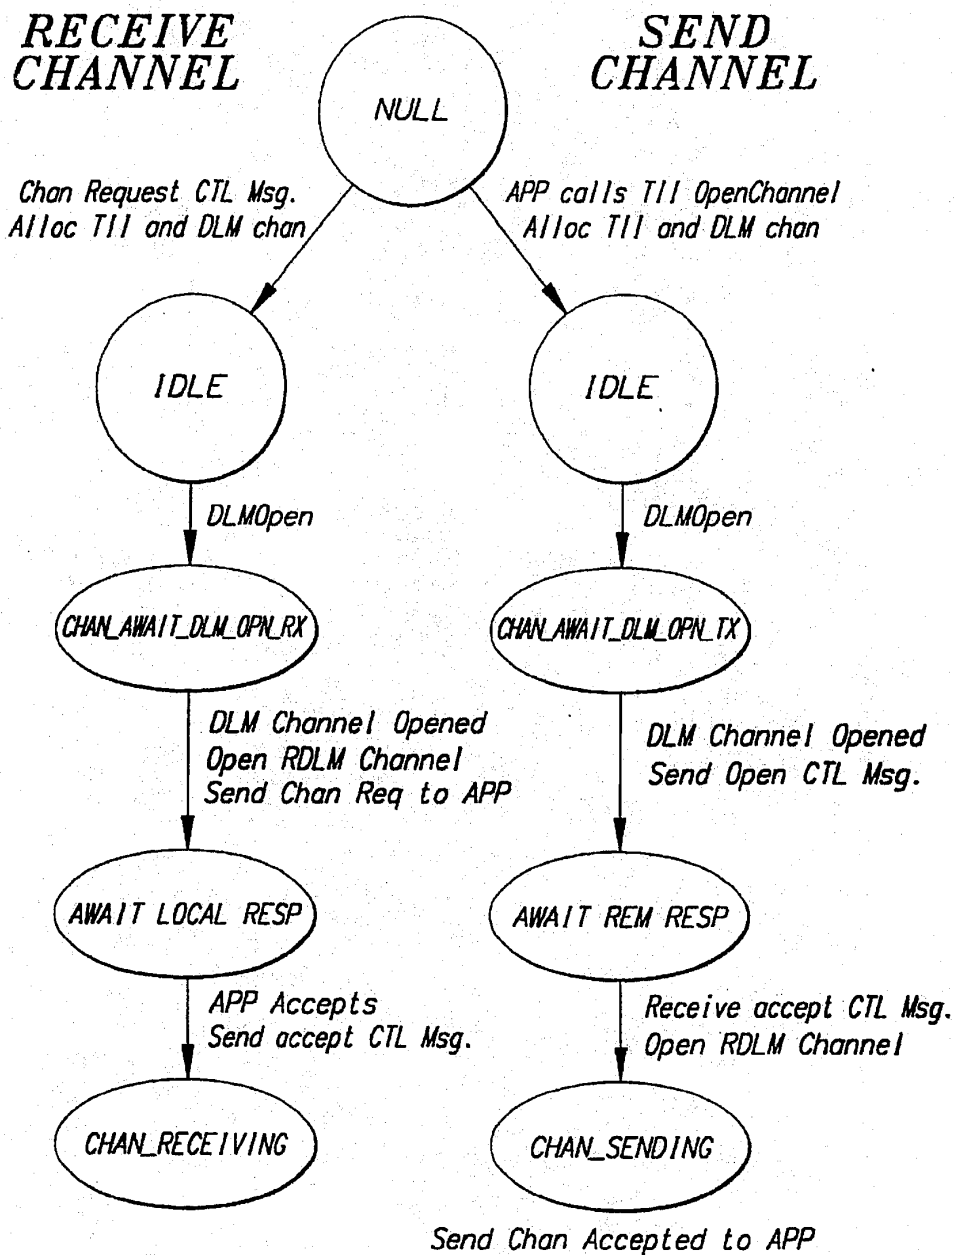 RECEIVE
CHANNEL
SEND
CHANNEL
NULL
Chan Request CTL Msg.
Alloc TII and DLM chan
APP calls TII OpenChannel
Alloc TII and DLM chan
IDLE
IDLE
DLMOpen
DLMOpen
CHAN_AWAIT_DLM_OPN_RX
CHAN_AWAIT_DLM_OPN_TX
DLM Channel Opened
Open RDLM Channel
Send Chan Req to APP
DLM Channel Opened
Send Open CTL Msg.
AWAIT LOCAL RESP
AWAIT REM RESP
APP Accepts
Send accept CTL Msg.
Receive accept CTL Msg.
Open RDLM Channel
CHAN_RECEIVING
CHAN_SENDING
Send Chan Accepted to APP